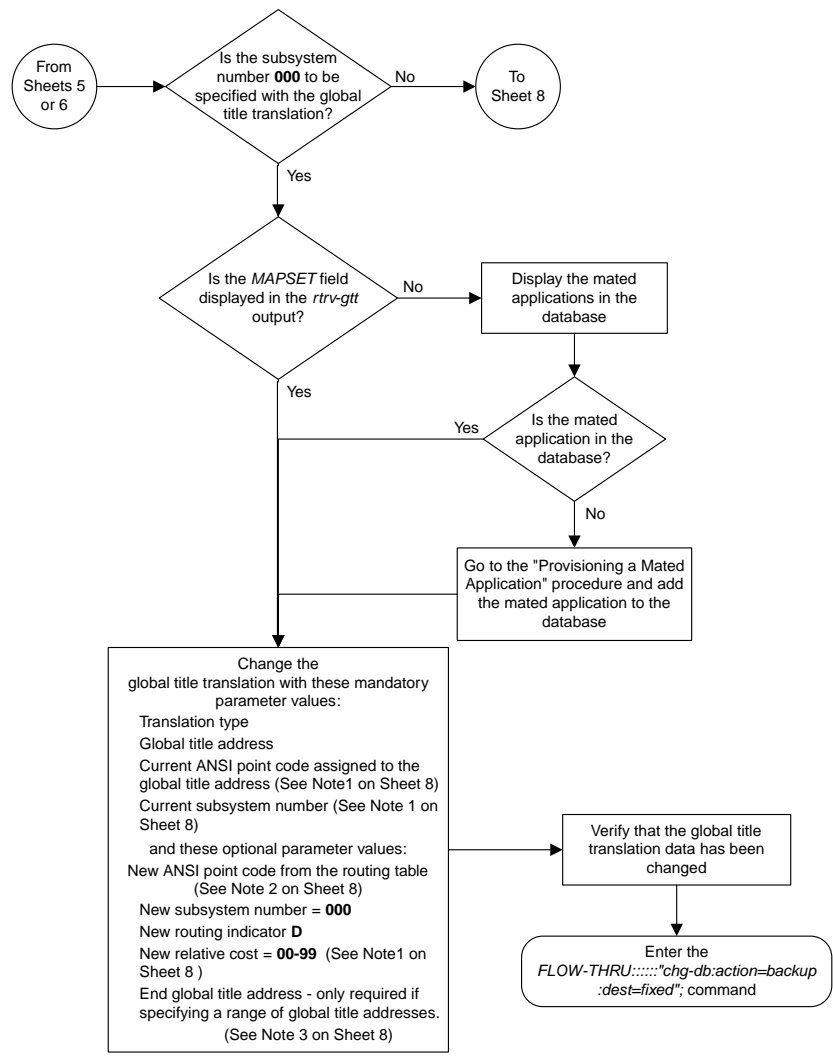 From
Sheets 5
or 6
Is the subsystem
number 000 to be
specified with the global
title translation?
No
To
Sheet 8
Yes
Is the MAPSET field
displayed in the rtrv-gtt
output?
No
Display the mated
applications in the
database
Yes
Is the mated
application in the
database?
Yes
No
Go to the "Provisioning a Mated
Application" procedure and add
the mated application to the
database
Change the
global title translation with these mandatory
parameter values:
Translation type
Global title address
Current ANSI point code assigned to the
global title address (See Note1 on Sheet 8)
Current subsystem number (See Note 1 on
Sheet 8)
and these optional parameter values:
New ANSI point code from the routing table
(See Note 2 on Sheet 8)
New subsystem number = 000
New routing indicator D
New relative cost = 00-99 (See Note1 on
Sheet 8 )
End global title address - only required if
specifying a range of global title addresses.
(See Note 3 on Sheet 8)
Verify that the global title
translation data has been
changed
Enter the
FLOW-THRU::::::"chg-db:action=backup
:dest=fixed"; command